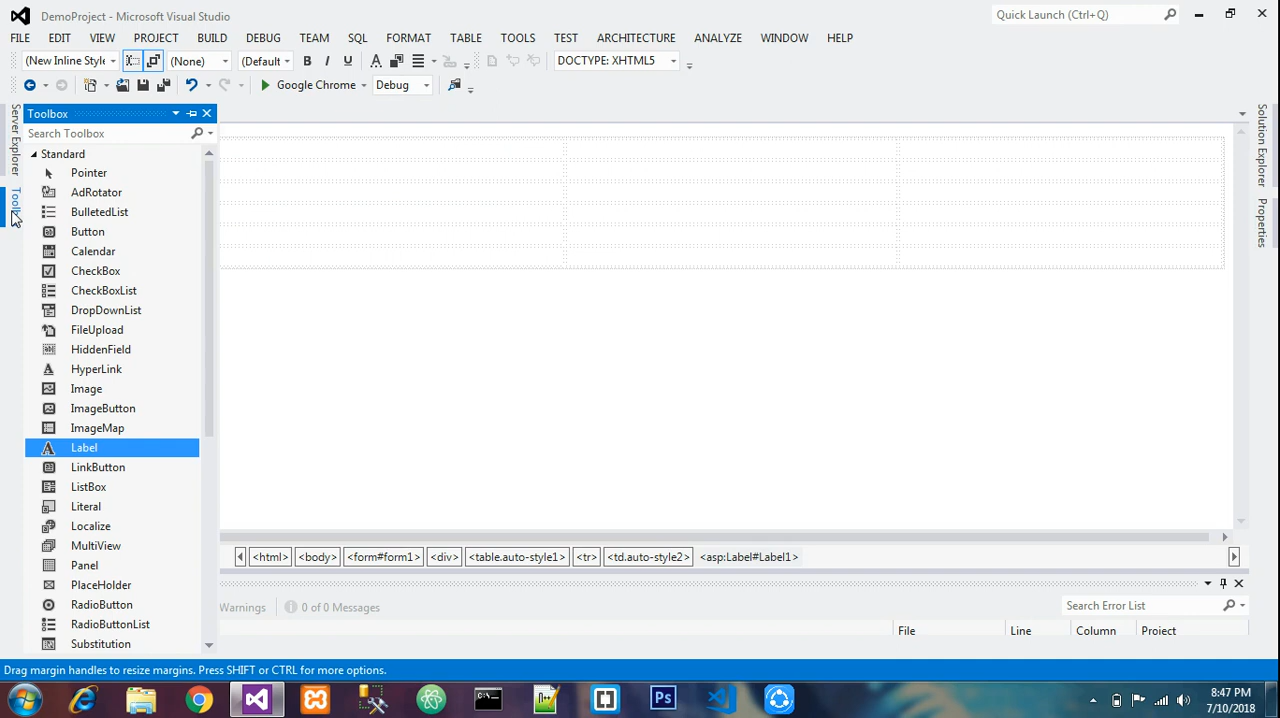 DemoProject - Microsoft Visual Studio
Quick Launch (Ctrl+Q)
FILE EDIT VIEW PROJECT BUILD DEBUG TEAM SQL FORMAT TABLE TOOLS TEST ARCHITECTURE ANALYZE WINDOW HELP
(New Inline Style (None) (Default B I U A DOCTYPE: XHTML5
Google Chrome Debug
Server Explorer
Toolbox
Search Toolbox
Standard
Pointer
AdRotator
BulletedList
Button
Calendar
CheckBox
CheckBoxList
DropDownList
FileUpload
HiddenField
HyperLink
Image
ImageButton
ImageMap
Label
LinkButton
ListBox
Literal
Localize
MultiView
Panel
PlaceHolder
RadioButton
RadioButtonList
Substitution
Solution Explorer
Properties
<html> <body> <form#form1> <div> <table.auto-style1> <tr> <td.auto-style2> <asp:Label#Label1>
Warnings 0 of 0 Messages
Search Error List
File Line Column Project
Drag margin handles to resize margins. Press SHIFT or CTRL for more options.
Ps
8:47 PM
7/10/2018